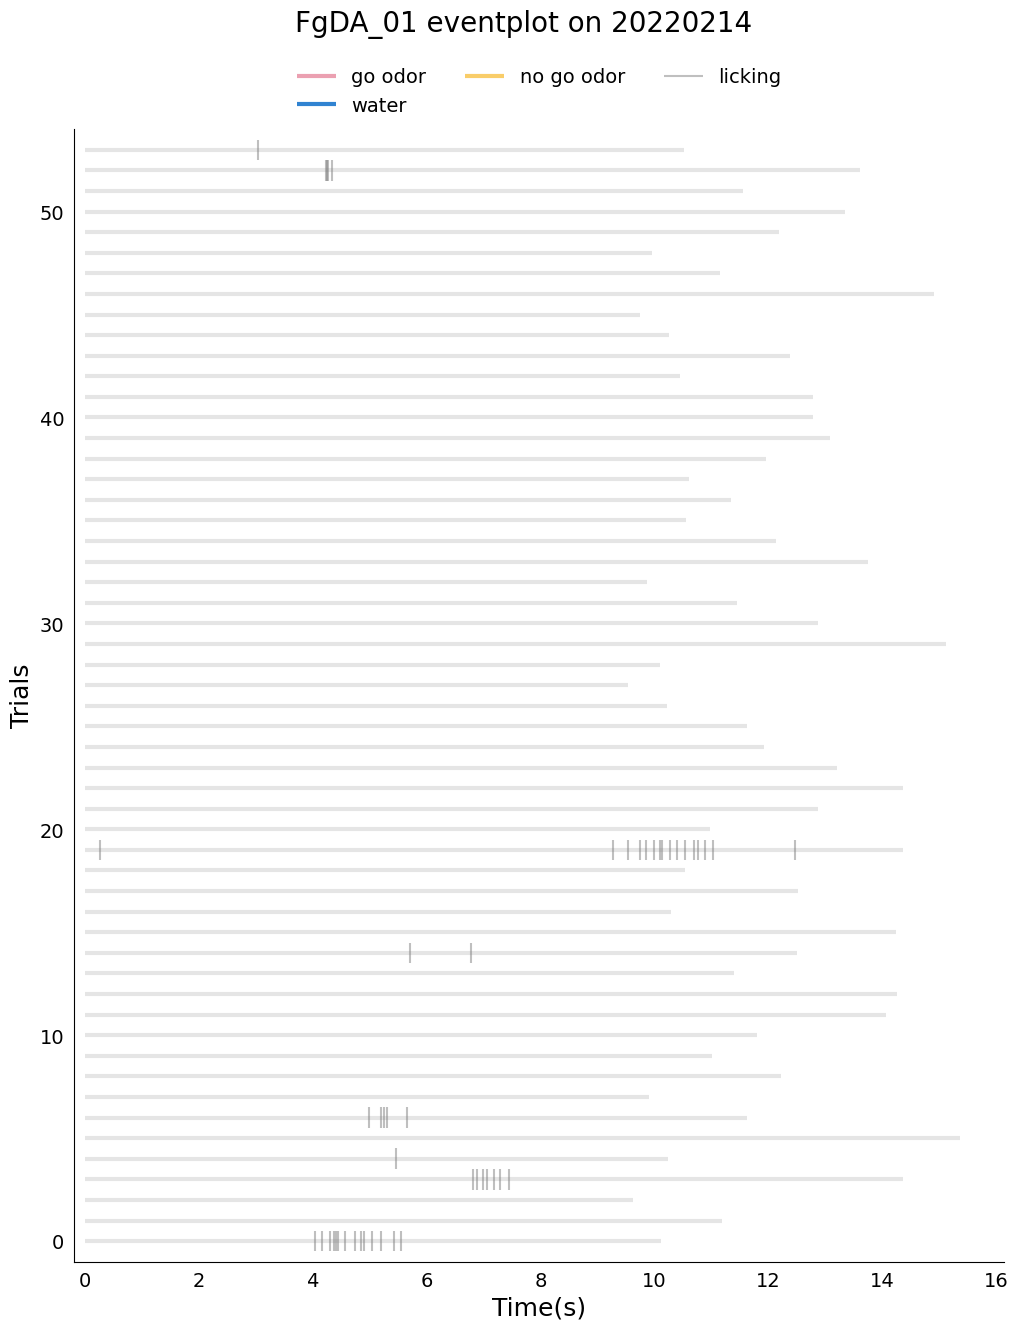 FgDA_01 eventplot on 20220214
go odor
no go odor
licking
water
50
40
30
20
10
0
Trials
0 2 4 6 8 10 12 14 16
Time(s)